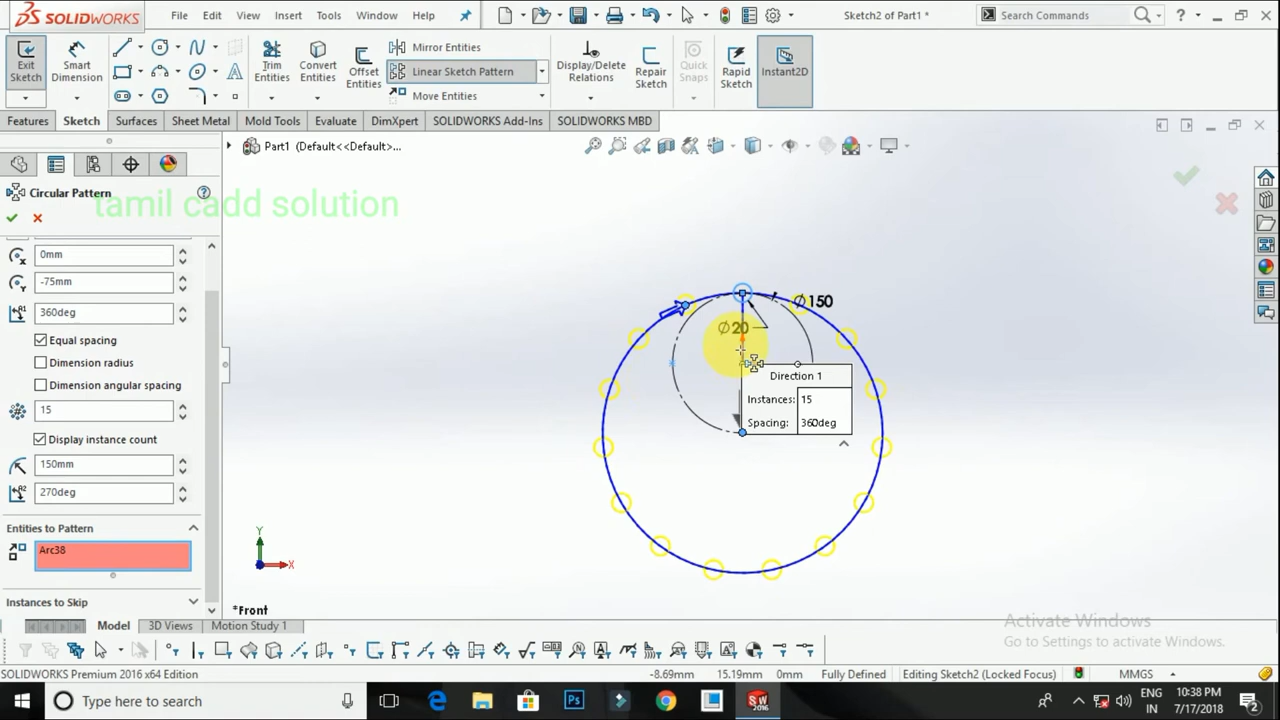 SOLIDWORKS
File Edit View Insert Tools Window Help
Sketch2 of Part1 *
Search Commands
Exit Sketch
Smart Dimension
Trim Entities
Convert Entities
Offset Entities
Mirror Entities
Linear Sketch Pattern
Move Entities
Display/Delete Relations
Repair Sketch
Quick Snaps
Rapid Sketch
Instant2D
Features Sketch Surfaces Sheet Metal Mold Tools Evaluate DimXpert SOLIDWORKS Add-Ins SOLIDWORKS MBD
Part1 (Default<<Default>...
Circular Pattern
tamil cadd solution
0mm
-75mm
360deg
Equal spacing
Dimension radius
Dimension angular spacing
15
Display instance count
150mm
270deg
Entities to Pattern
Arc38
Instances to Skip
Ø150
Ø20
Direction 1
Instances: 15
Spacing: 360deg
Y
X
*Front
Activate Windows
Go to Settings to activate Windows.
Model 3D Views Motion Study 1
SOLIDWORKS Premium 2016 x64 Edition
-8.69mm 15.19mm 0mm Fully Defined Editing Sketch2 (Locked Focus) MMGS
Type here to search
ENG
IN
10:38 PM
7/17/2018